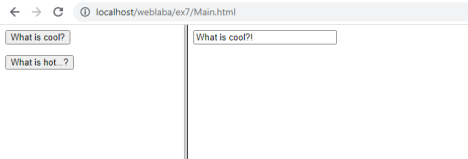 localhost/weblaba/ex7/Main.html
What is cool?
What is cool?!
What is hot...?